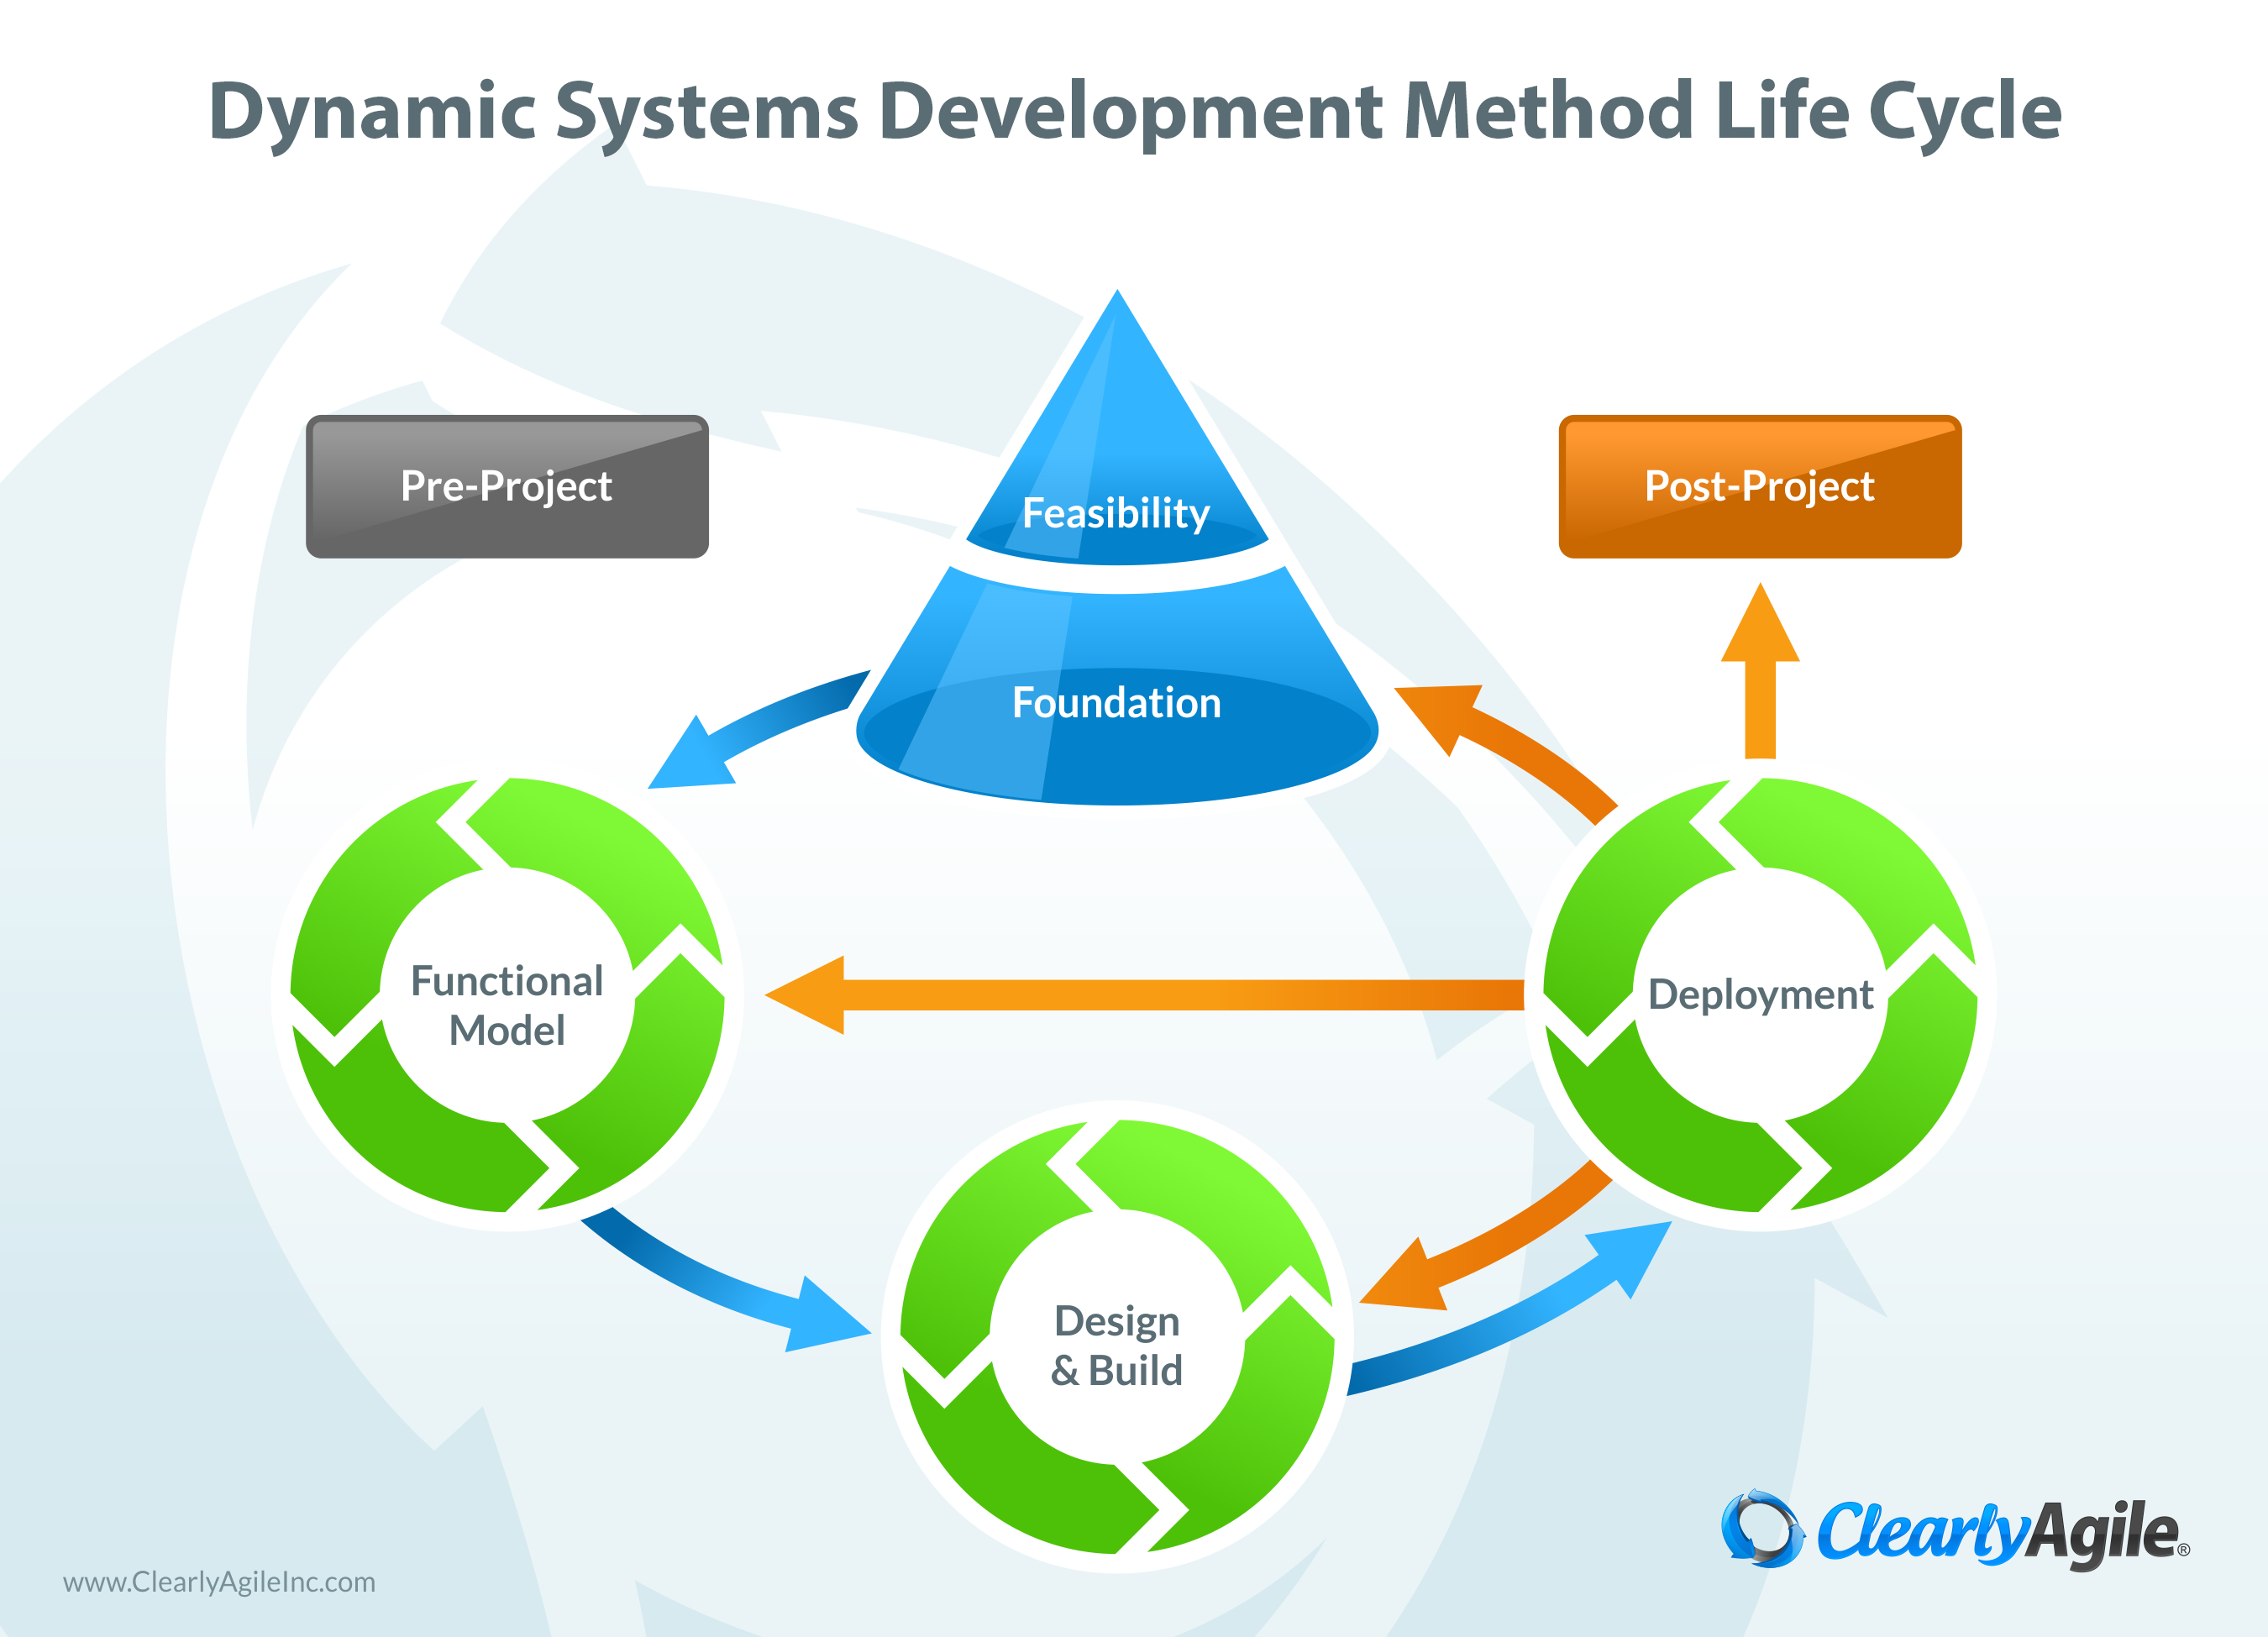 Dynamic Systems Development Method Life Cycle
Pre-Project
Feasibility
Post-Project
Foundation
Functional
Model
Deployment
Design
& Build
ClearlyAgile®
www.ClearlyAgileInc.com